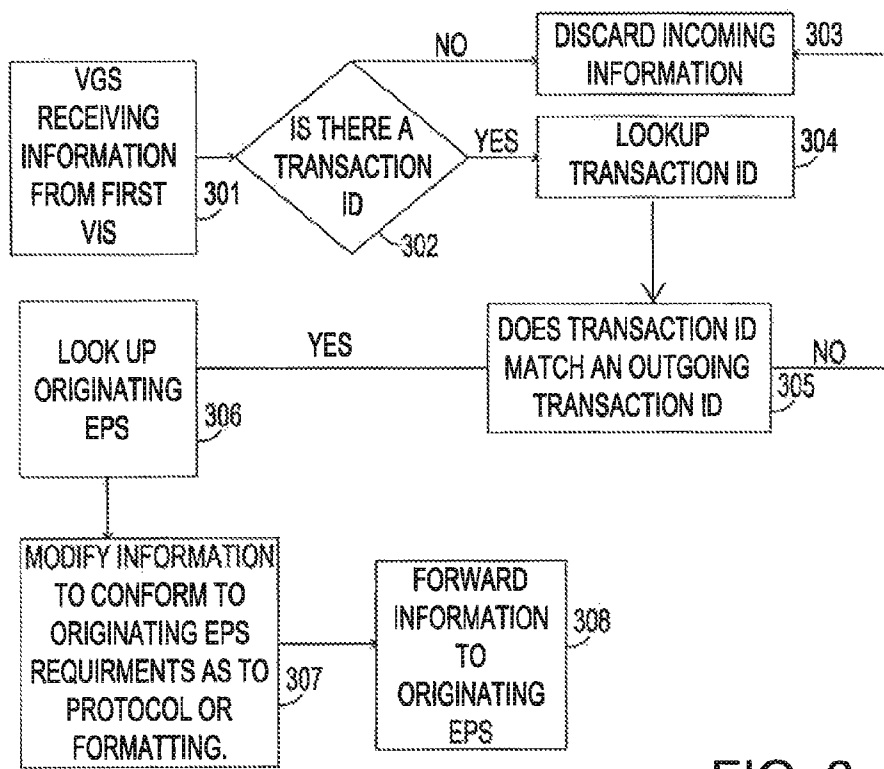 VGS
RECEIVING
INFORMATION
FROM FIRST
VIS
301
IS THERE A
TRANSACTION
ID
302
NO
DISCARD INCOMING
INFORMATION
303
YES
LOOKUP
TRANSACTION ID
304
DOES TRANSACTION ID
MATCH AN OUTGOING
TRANSACTION ID
305
NO
YES
LOOK UP
ORIGINATING
EPS
306
MODIFY INFORMATION
TO CONFORM TO
ORIGINATING EPS
REQUIRMENTS AS TO
PROTOCOL OR
FORMATTING.
307
FORWARD
INFORMATION
TO
ORIGINATING
EPS
308